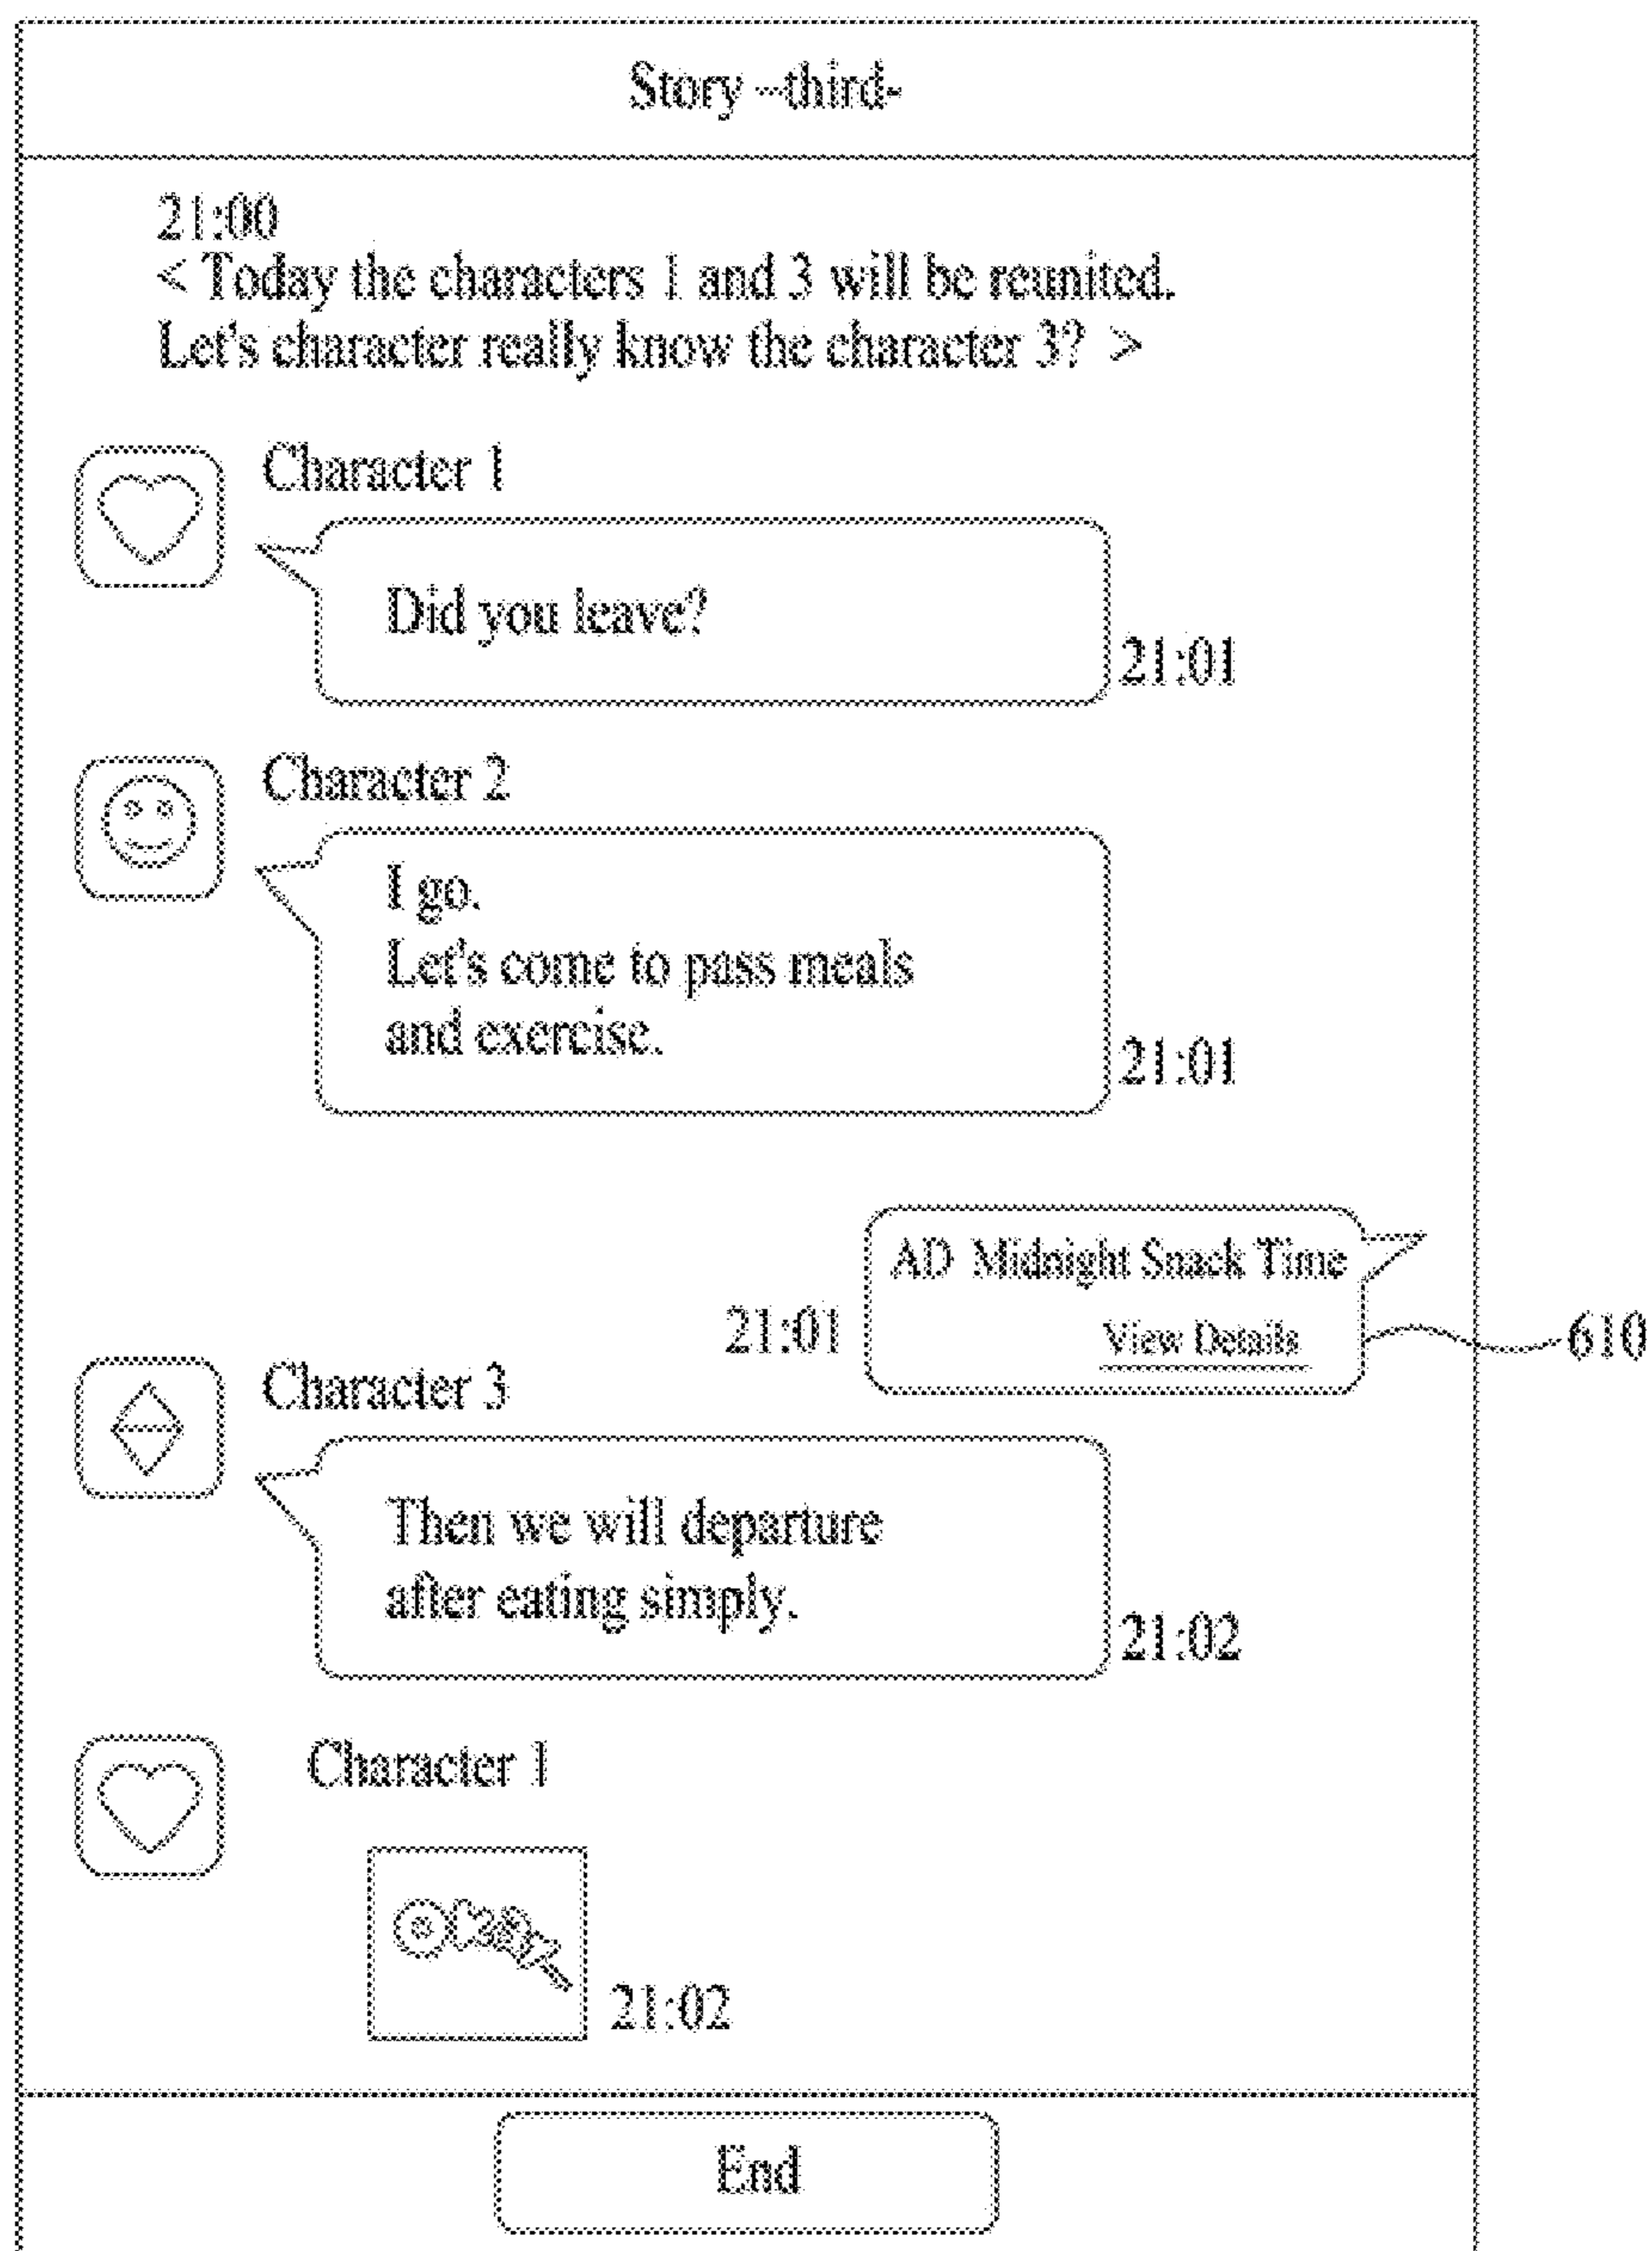 Story --third-
21:00
< Today the characters 1 and 3 will be reunited.
Let's character really know the character 3? >
Character 1
Did you leave?
21:01
Character 2
I go.
Let's come to pass meals
and exercise.
21:01
AD Midnight Snack Time
View Details
21:01
610
Character 3
Then we will departure
after eating simply.
21:02
Character 1
21:02
End